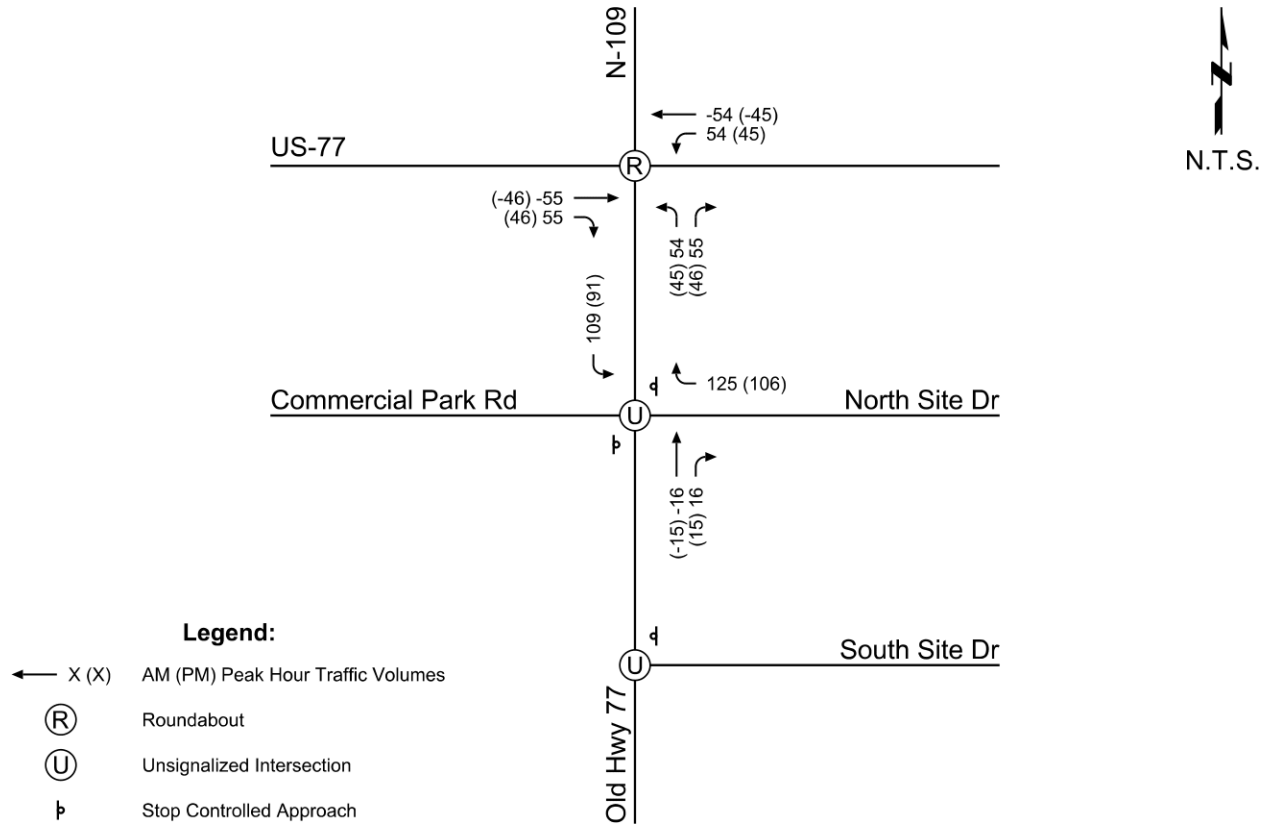 N-109
N
N.T.S.
-54 (-45)
54 (45)
US-77
R
(-46) -55
(46) 55
(45) 54
(46) 55
109 (91)
125 (106)
Commercial Park Rd
U
North Site Dr
(-15) -16
(15) 16
South Site Dr
U
Old Hwy 77
Legend:
X (X) AM (PM) Peak Hour Traffic Volumes
R Roundabout
U Unsignalized Intersection
Stop Controlled Approach